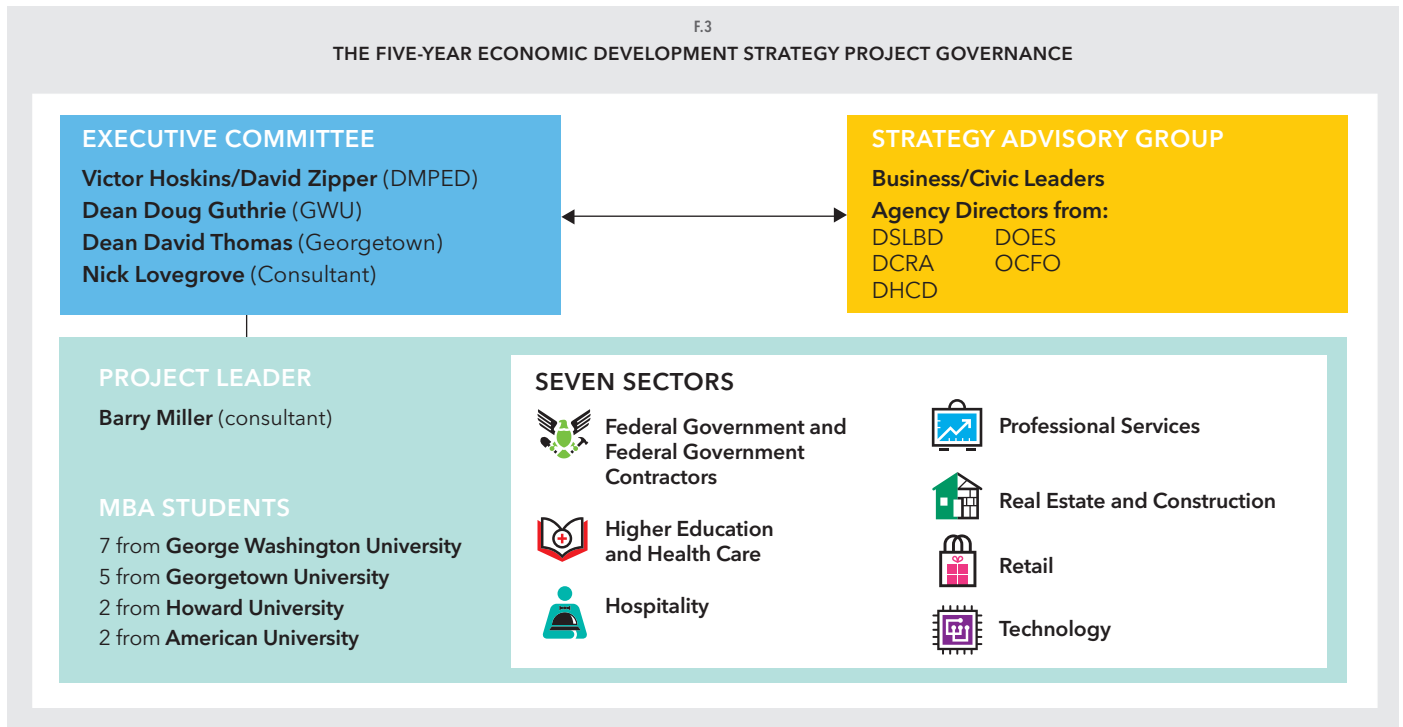 F.3
THE FIVE-YEAR ECONOMIC DEVELOPMENT STRATEGY PROJECT GOVERNANCE
EXECUTIVE COMMITTEE
Victor Hoskins/David Zipper (DMPED)
Dean Doug Guthrie (GWU)
Dean David Thomas (Georgetown)
Nick Lovegrove (Consultant)
STRATEGY ADVISORY GROUP
Business/Civic Leaders
Agency Directors from:
DSLBD DOES
DCRA OCFO
DHCD
PROJECT LEADER
Barry Miller (consultant)
MBA STUDENTS
7 from George Washington University
5 from Georgetown University
2 from Howard University
2 from American University
SEVEN SECTORS
Federal Government and
Federal Government
Contractors
Higher Education
and Health Care
Hospitality
Professional Services
Real Estate and Construction
Retail
Technology